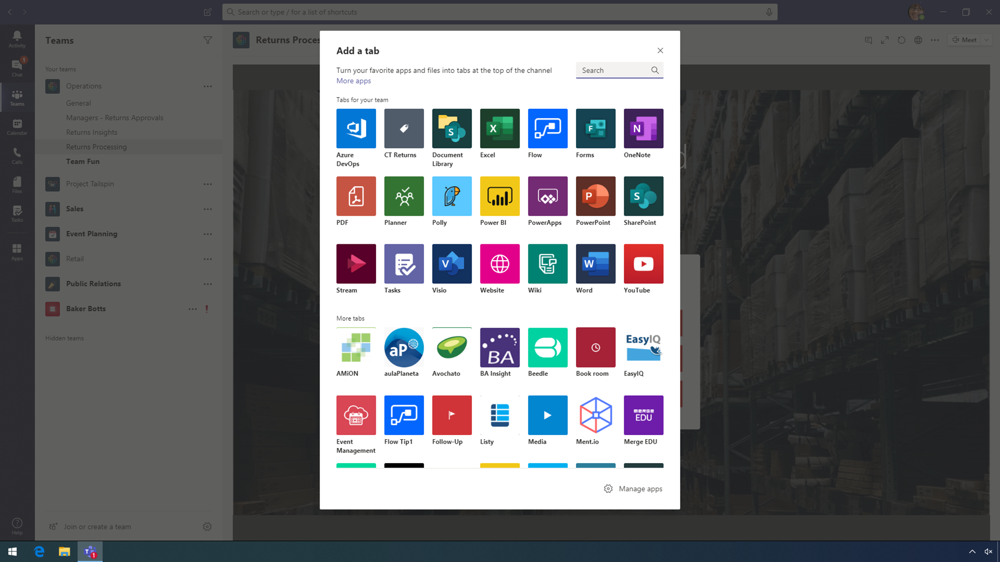 Search or type / for a list of shortcuts
Activity
1
Chat
Teams
Calendar
Calls
Files
Tasks
Apps
Help
Teams
Your teams
Operations
General
Managers - Returns Approvals
Returns Insights
Returns Processing
Team Fun
Project Tailspin
Sales
Event Planning
Retail
Public Relations
Baker Botts
Hidden teams
Join or create a team
Returns Proces
Meet
d
Add a tab
Turn your favorite apps and files into tabs at the top of the channel
More apps
Search
Tabs for your team
S X F N
Azure DevOps
CT Returns
Document Library
Excel
Flow
Forms
OneNote
P S
PDF
Planner
Polly
Power BI
PowerApps
PowerPoint
SharePoint
V W
Stream
Tasks
Visio
Website
Wiki
Word
YouTube
More tabs
aP BA EasyIQ
AMiON
aulaPlaneta
Avochato
BA Insight
Beedle
Book room
EasyIQ
MERGE
EDU
Event Management
Flow Tip1
Follow-Up
Listy
Media
Ment.io
Merge EDU
Manage apps
T 1